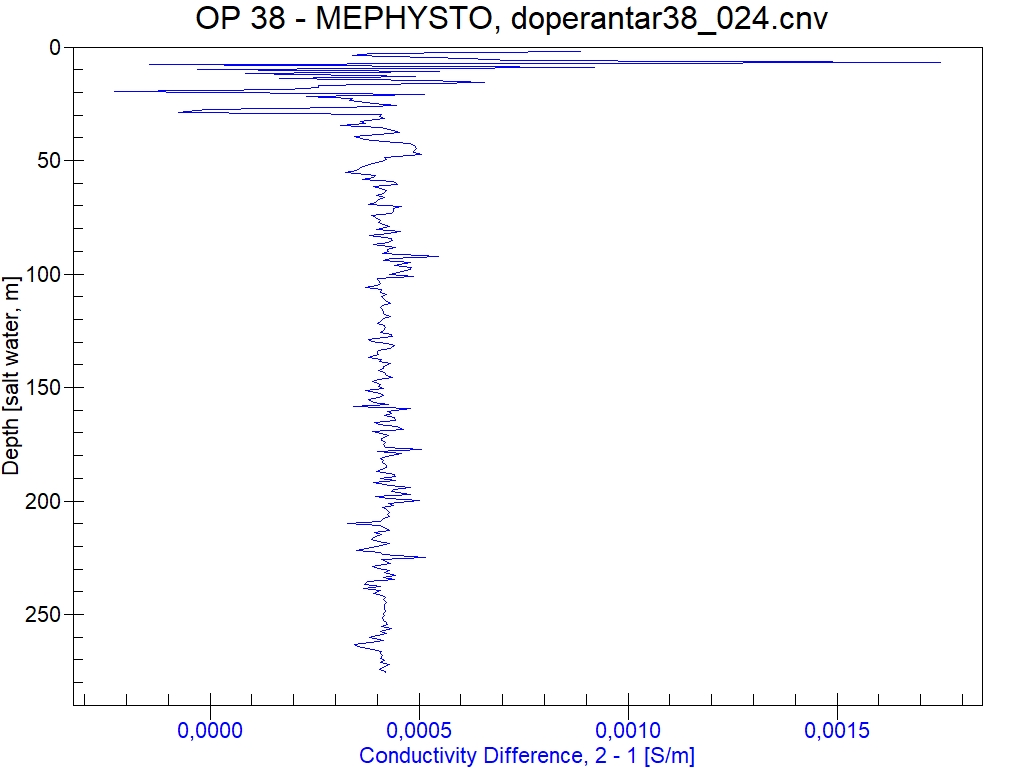 OP 38 - MEPHYSTO, doperantar38_024.cnv
0
50
100
150
200
250
Depth [salt water, m]
0,0000 0,0005 0,0010 0,0015
Conductivity Difference, 2 - 1 [S/m]